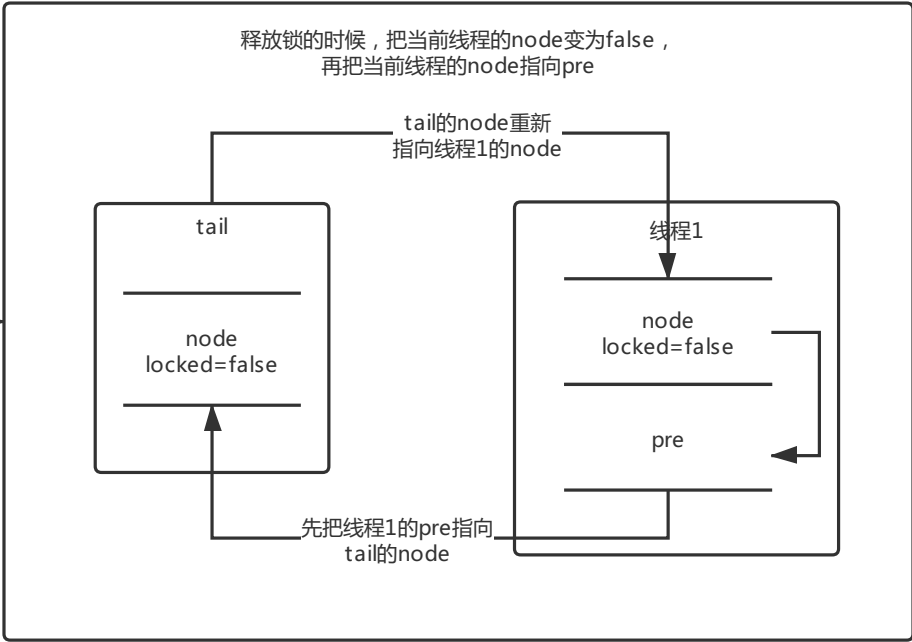 释放锁的时候，把当前线程的node变为false，
再把当前线程的node指向pre
tail的node重新
指向线程1的node
tail
线程1
node
locked=false
node
locked=false
pre
先把线程1的pre指向
tail的node